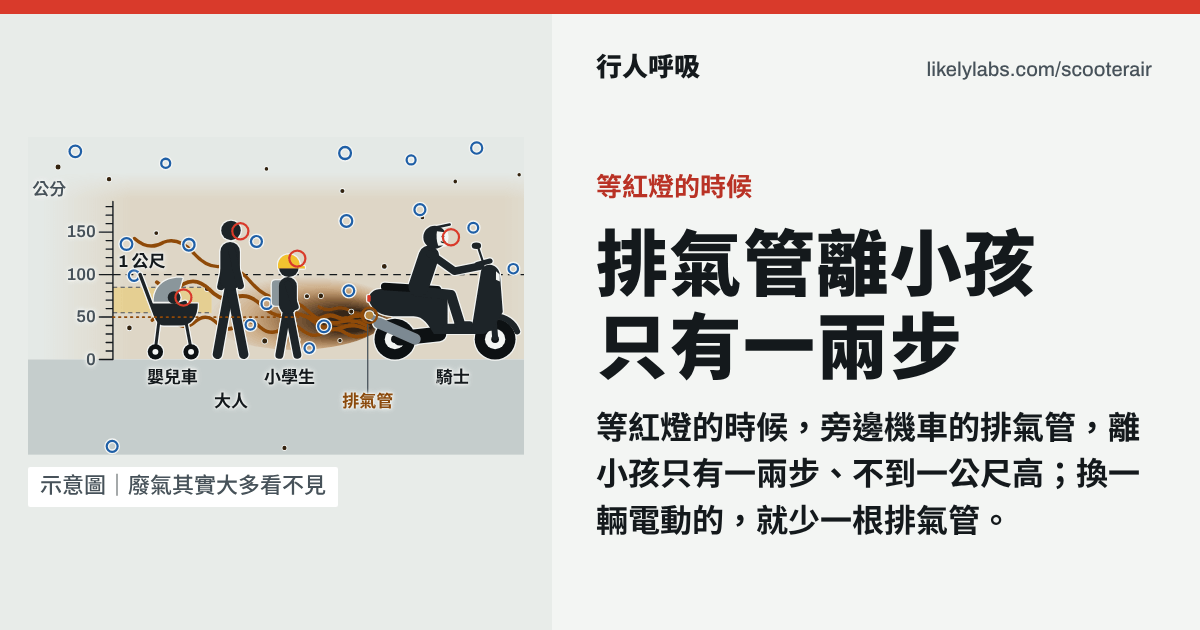 行人呼吸
likelylabs.com/scooterair
公分
150
1 公尺
100
50
0
嬰兒車
小學生
騎士
大人
排氣管
示意圖｜廢氣其實大多看不見
等紅燈的時候
排氣管離小孩
只有一兩步
等紅燈的時候，旁邊機車的排氣管，離
小孩只有一兩步、不到一公尺高；換一
輛電動的，就少一根排氣管。